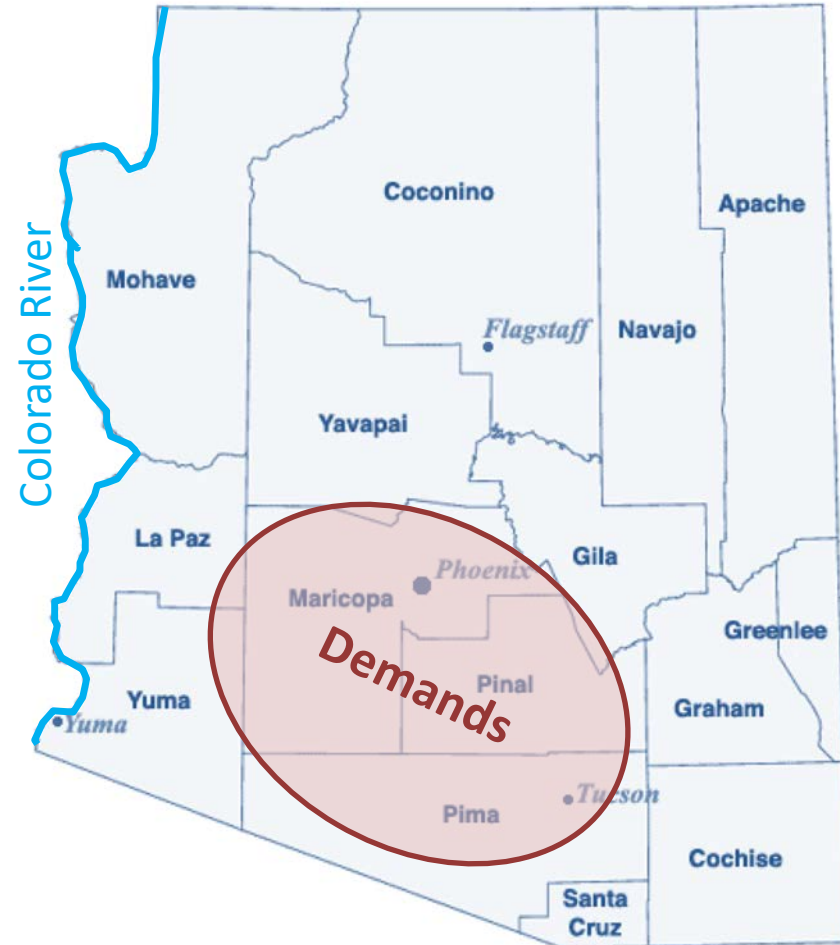 Coconino
Apache
Mohave
Colorado River
Flagstaff
Navajo
Yavapai
La Paz
Gila
Phoenix
Maricopa
Greenlee
Demands
Pinal
Yuma
Graham
Yuma
Tucson
Pima
Cochise
Santa
Cruz